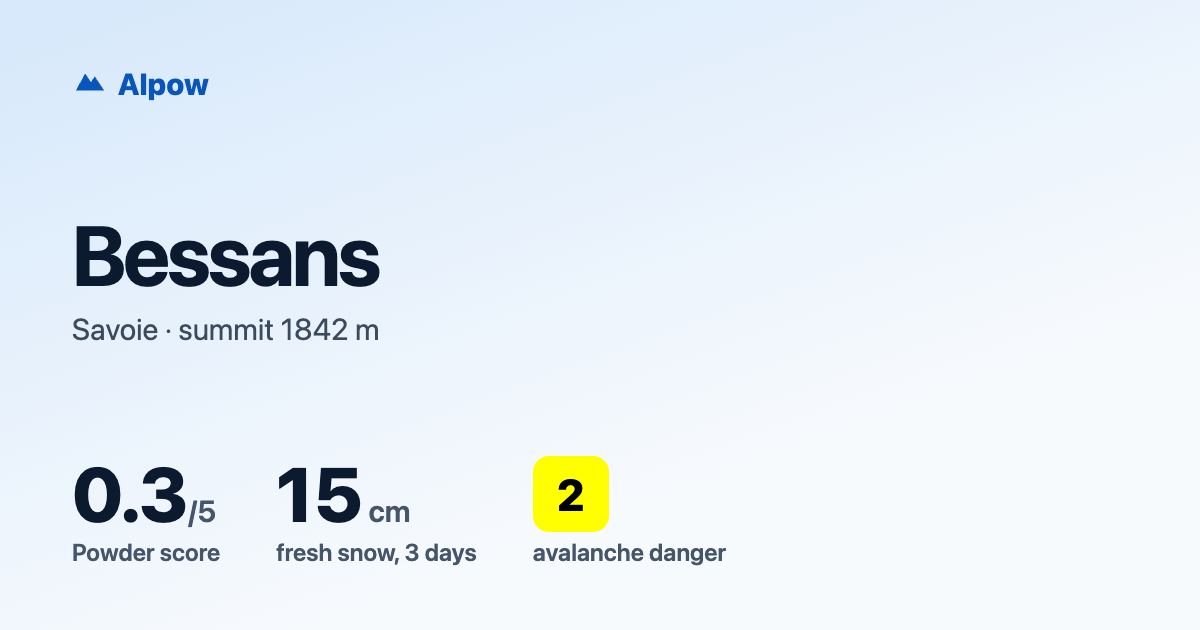 Alpow
Bessans
Savoie · summit 1842 m
0.3/5
Powder score
15 cm
fresh snow, 3 days
2
avalanche danger